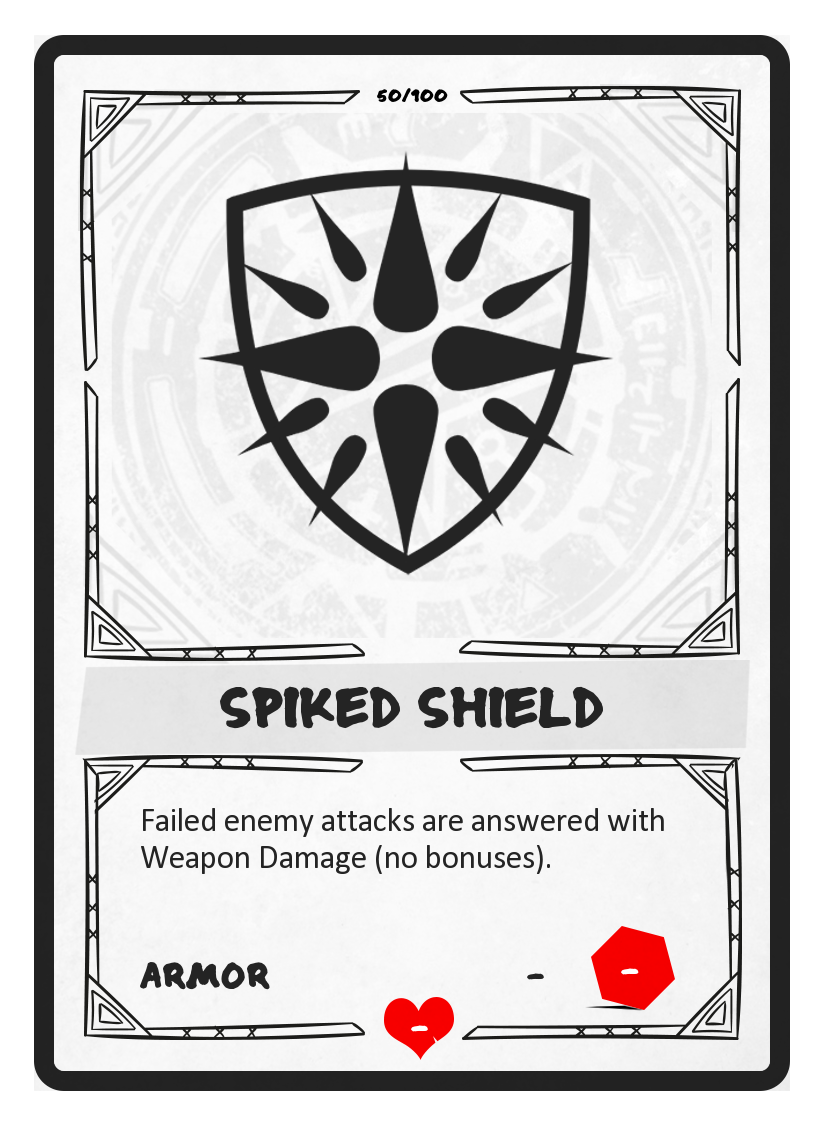 50/100
SPIKED SHIELD
Failed enemy attacks are answered with
Weapon Damage (no bonuses).
ARMOR - -
-